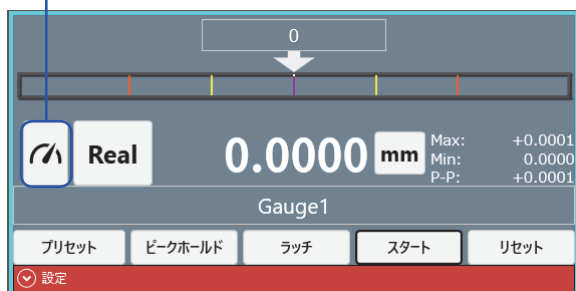 0
Real
0.0000 mm
Max: +0.0001
Min: 0.0000
P-P: +0.0001
Gauge1
プリセット ピークホールド ラッチ スタート リセット
設定